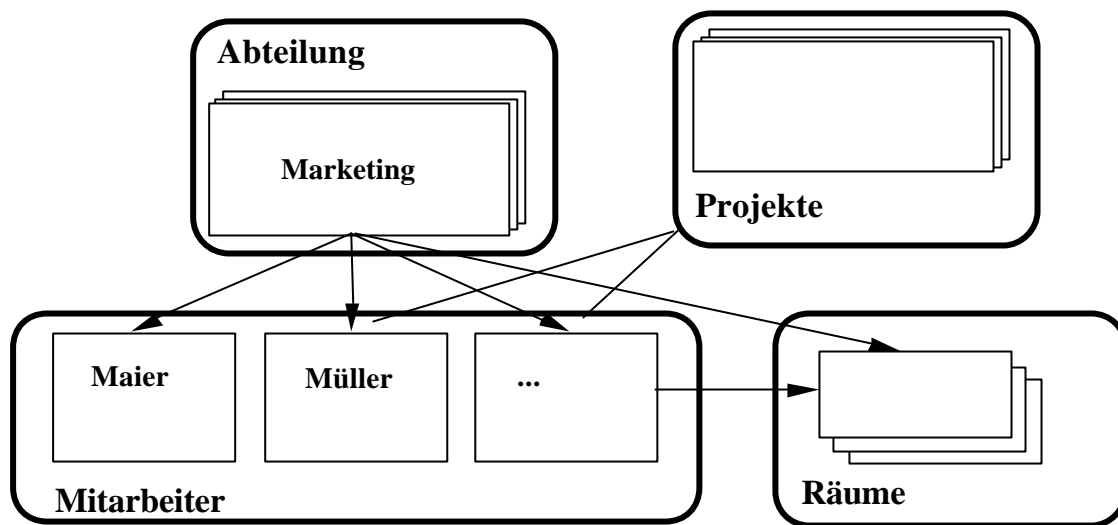 Abteilung
Marketing
Projekte
Maier
Müller
...
Mitarbeiter
Räume